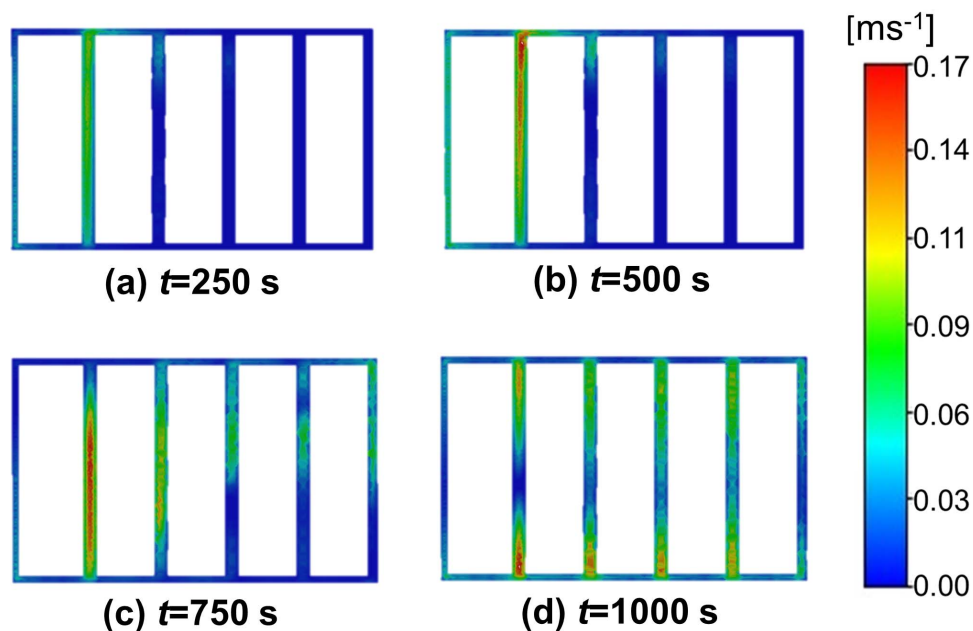 [ms⁻¹]
0.17
0.14
0.11
0.09
0.06
0.03
0.00
(a) t=250 s
(b) t=500 s
(c) t=750 s
(d) t=1000 s